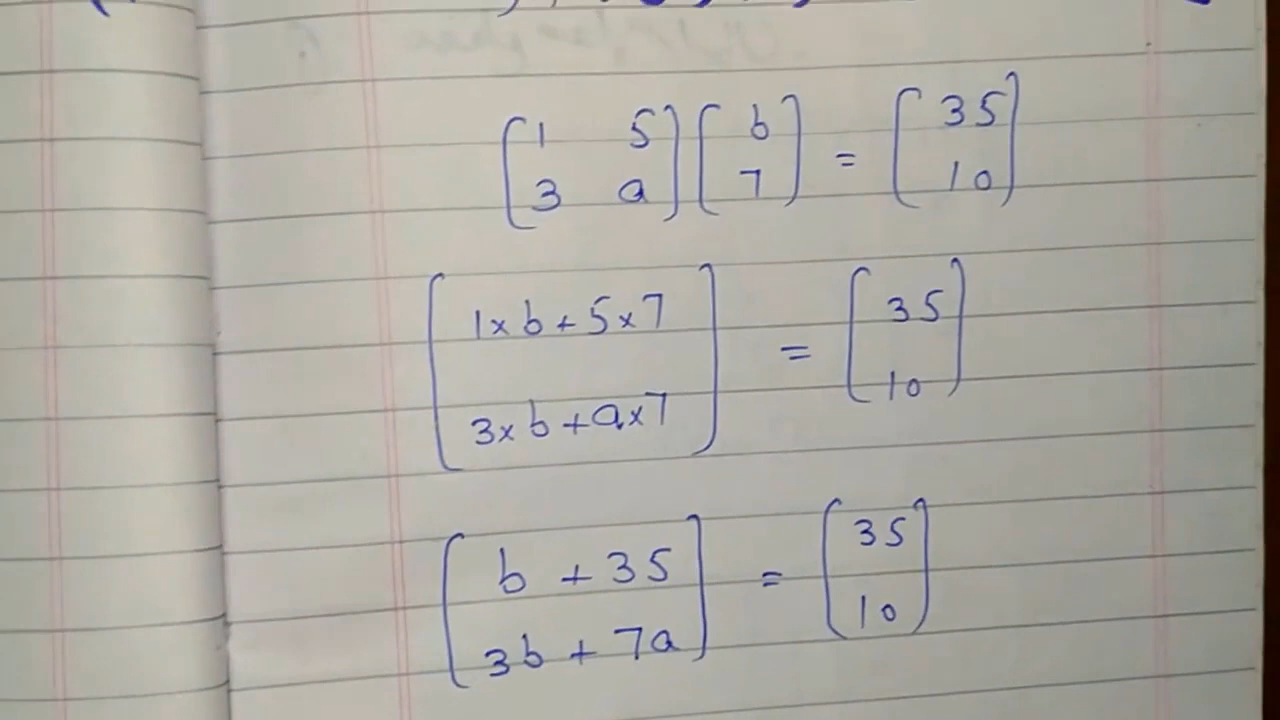 [1 5
3 a] [b
7] = [35
10]
[1×b+5×7
3×b+a×7] = [35
10]
[b + 35
3b + 7a] = [35
10]